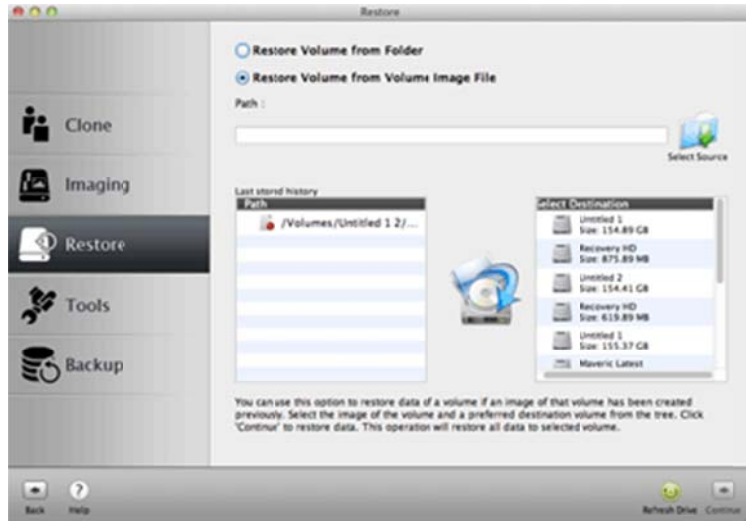 Restore
Clone
Imaging
Restore
Tools
Backup
Restore Volume from Folder
Restore Volume from Volume Image File
Path :
Select Source
Last stored history
Path
/Volumes/Untitled 1 2/...
Select Destination
Untitled 1
Size: 154.89 GB
Recovery HD
Size: 875.89 MB
Untitled 2
Size: 154.41 GB
Recovery HD
Size: 619.89 MB
Untitled 1
Size: 155.37 GB
Maveric Latest
You can use this option to restore data of a volume if an image of that volume has been created
previously. Select the image of the volume and a preferred destination volume from the tree. Click
'Continue' to restore data. This operation will restore all data to selected volume.
Back
Help
Refresh Drive
Continue